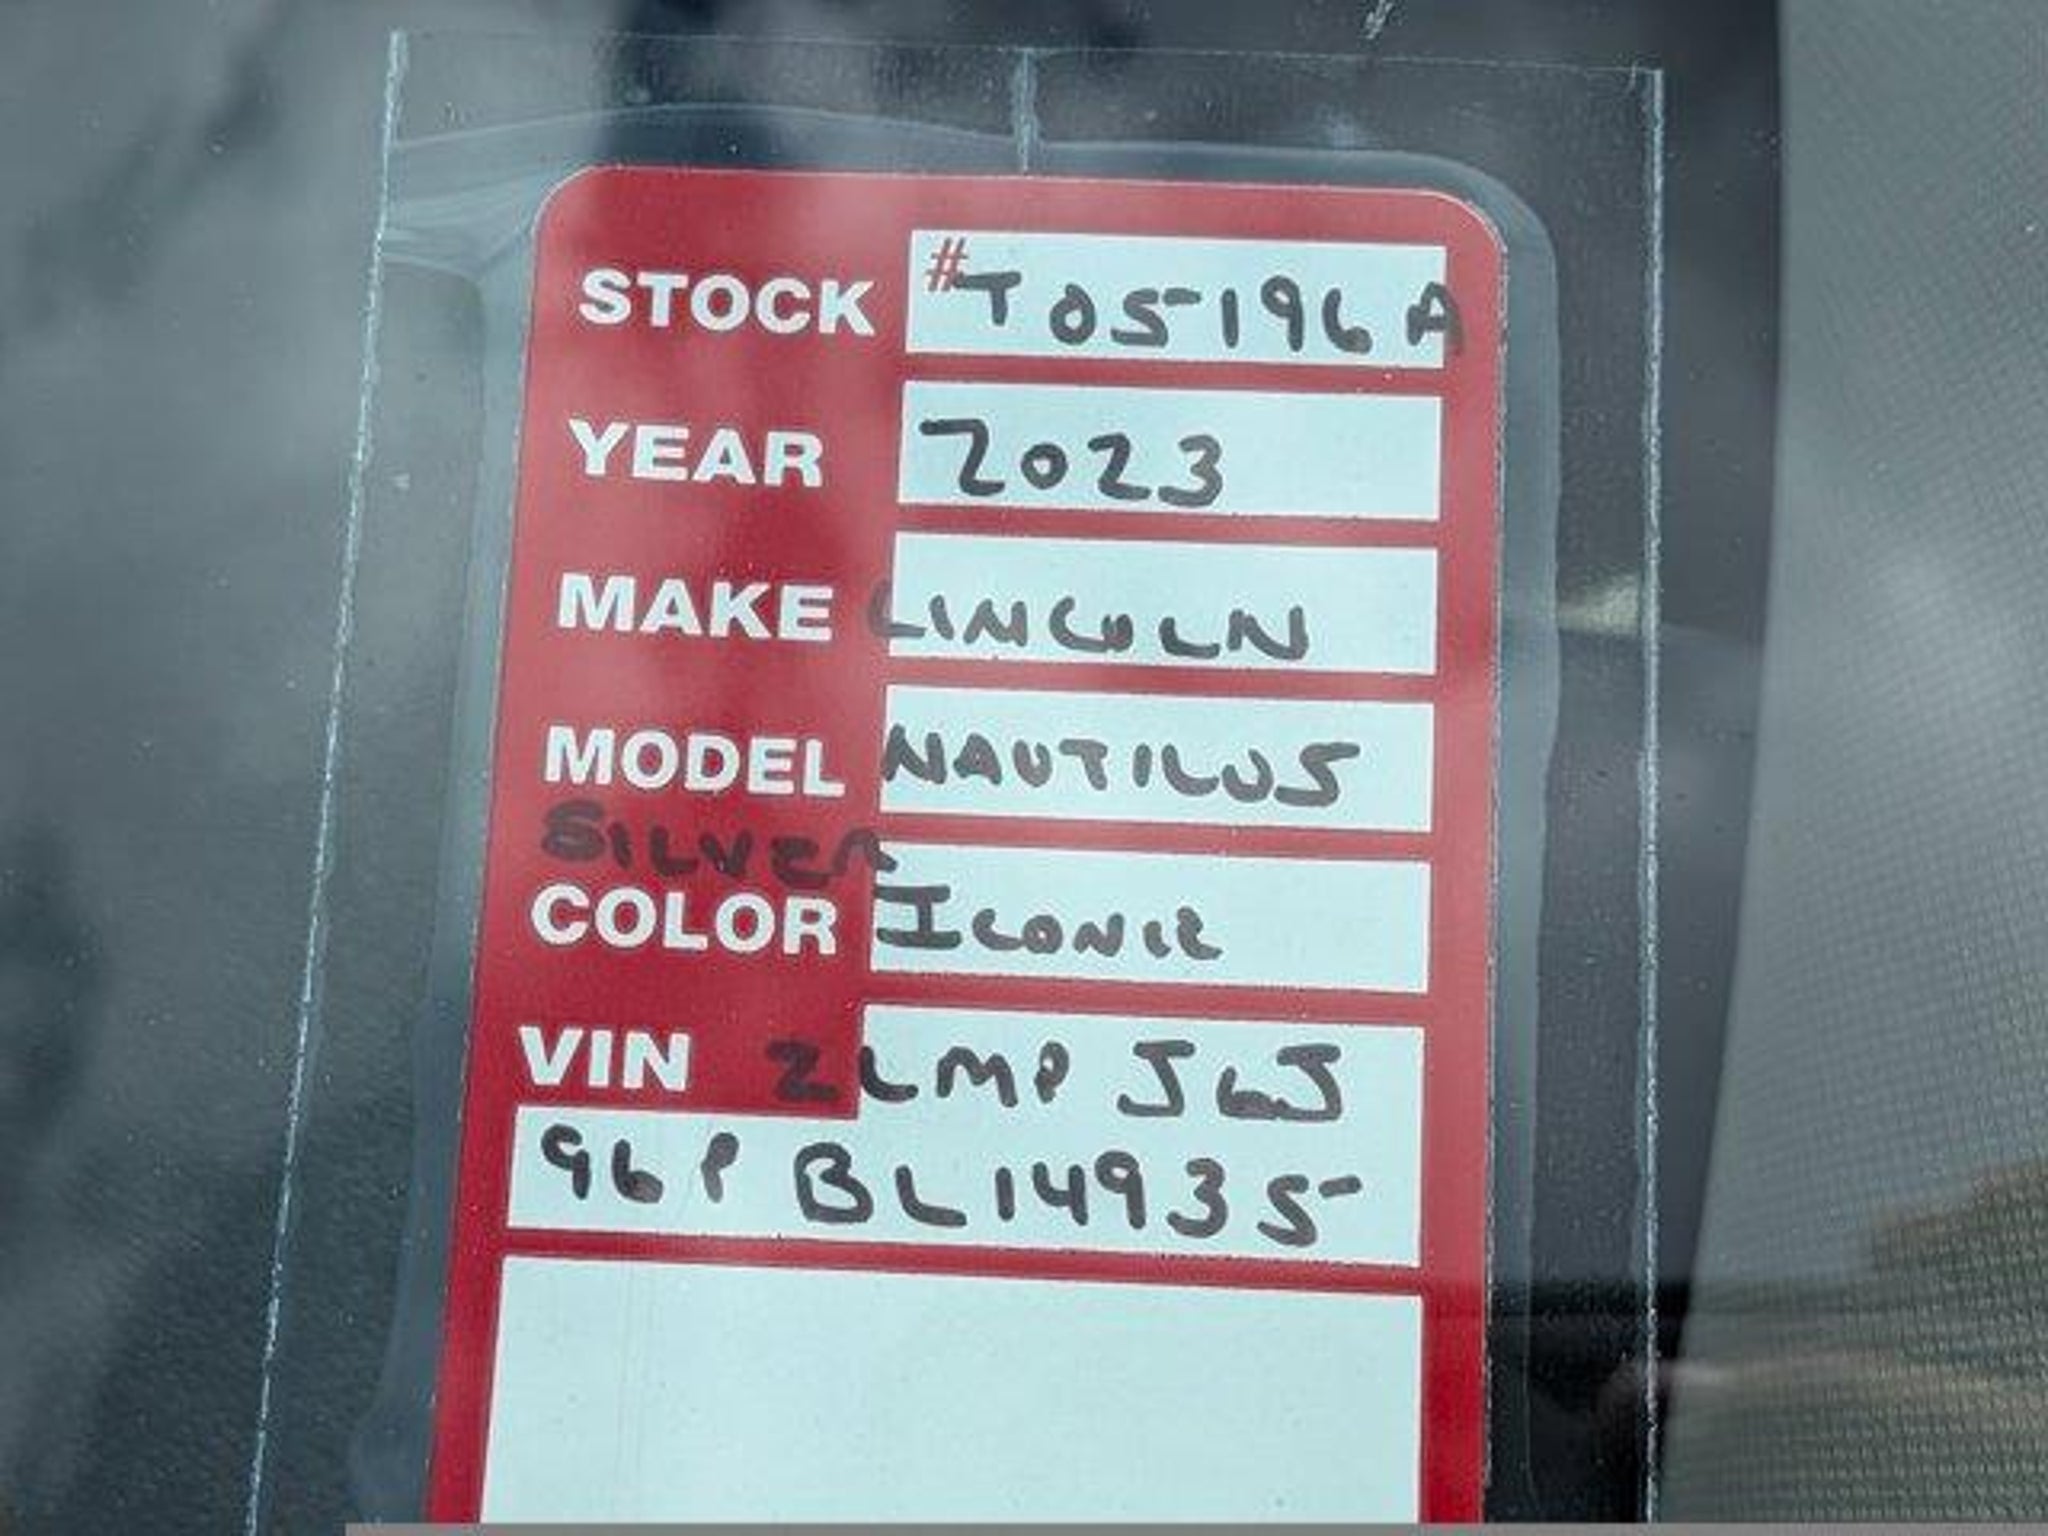 STOCK #T05196A
YEAR 2023
MAKE LINCOLN
MODEL NAUTILUS
SILVER
COLOR ICONIC
VIN 2LMPJ6J
96PBL14935